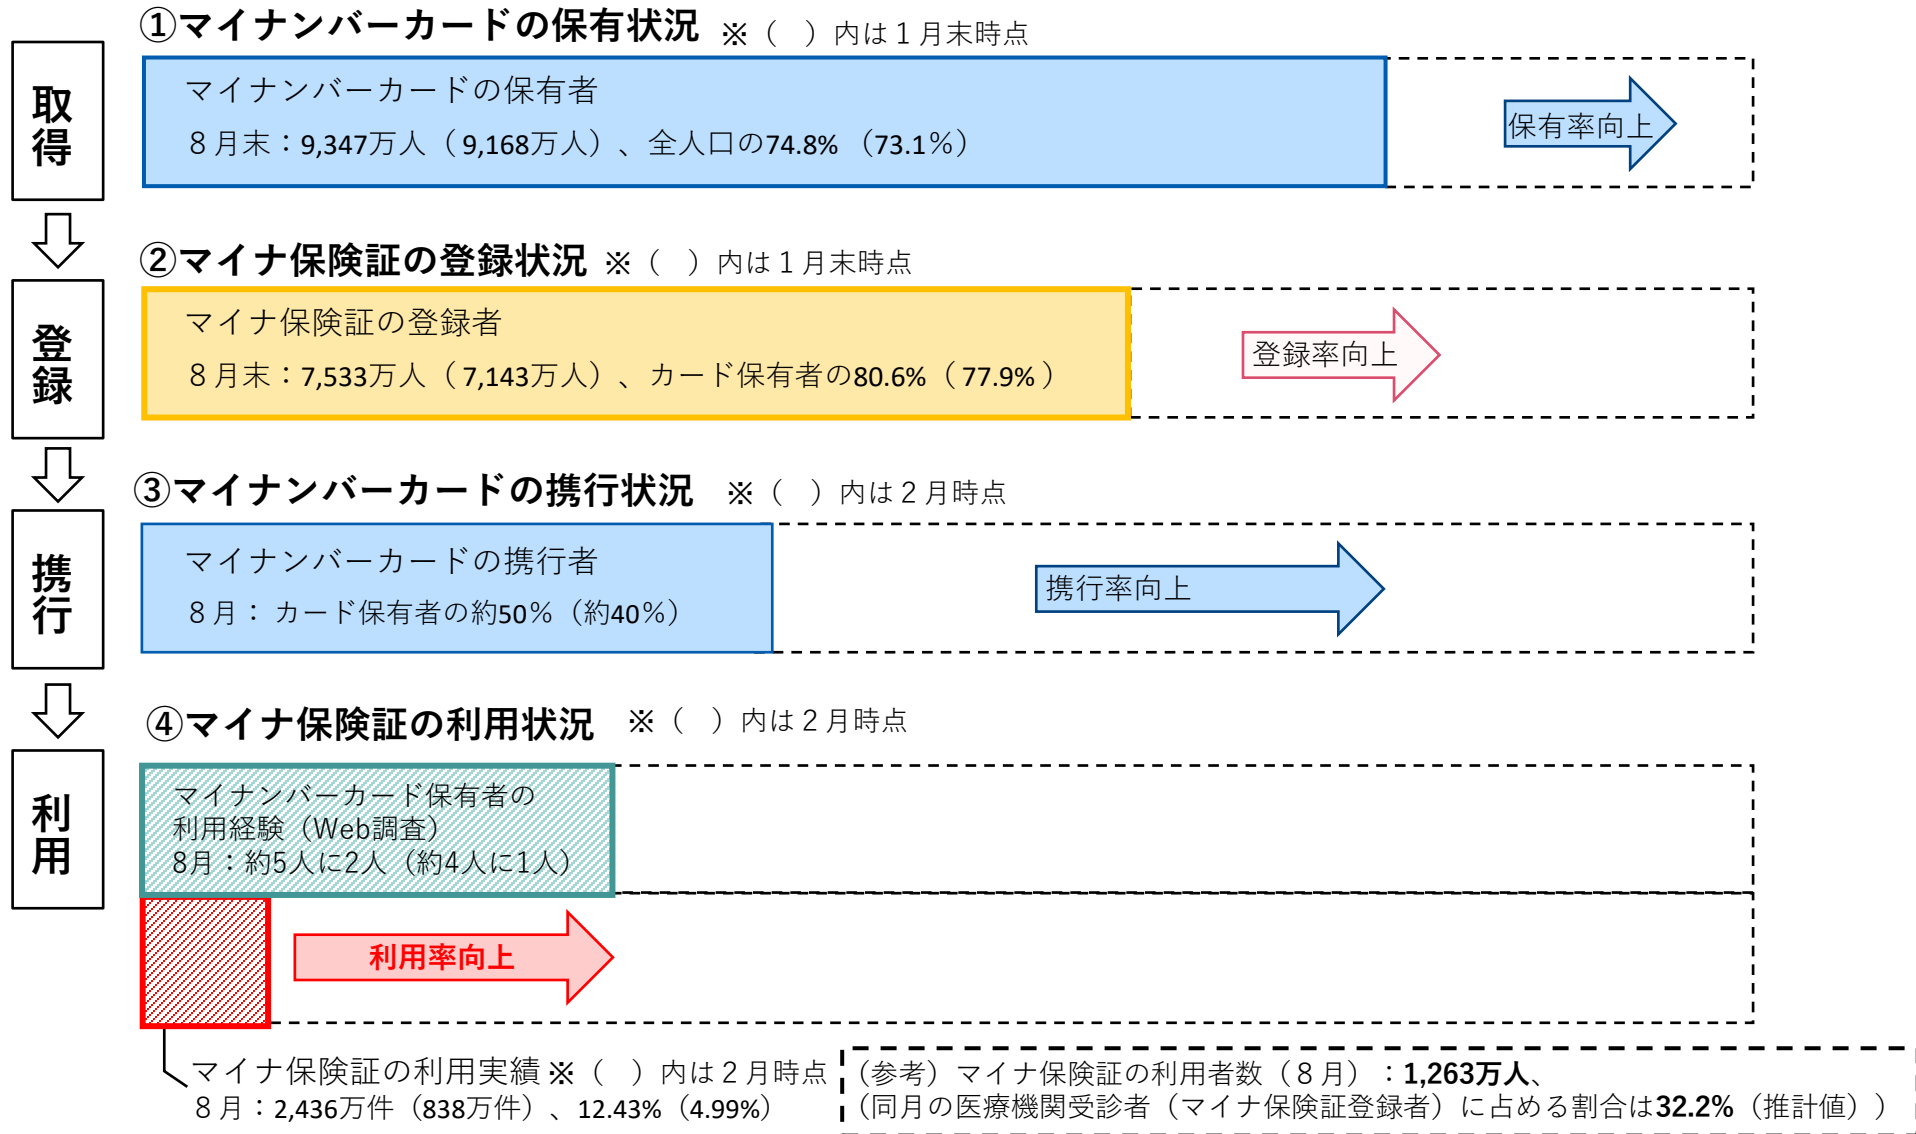 ①マイナンバーカードの保有状況 ※（　）内は１月末時点
取得
マイナンバーカードの保有者
８月末：9,347万人（9,168万人）、全人口の74.8%（73.1%）
保有率向上
②マイナ保険証の登録状況 ※（　）内は１月末時点
登録
マイナ保険証の登録者
８月末：7,533万人（7,143万人）、カード保有者の80.6%（77.9%）
登録率向上
③マイナンバーカードの携行状況 ※（　）内は２月時点
携行
マイナンバーカードの携行者
８月： カード保有者の約50%（約40%）
携行率向上
④マイナ保険証の利用状況 ※（　）内は２月時点
利用
マイナンバーカード保有者の
利用経験（Web調査）
8月：約5人に2人（約4人に1人）
利用率向上
マイナ保険証の利用実績 ※（　）内は２月時点
８月：2,436万件（838万件）、12.43%（4.99%）
（参考）マイナ保険証の利用者数（８月）：1,263万人、
（同月の医療機関受診者（マイナ保険証登録者）に占める割合は32.2%（推計値））